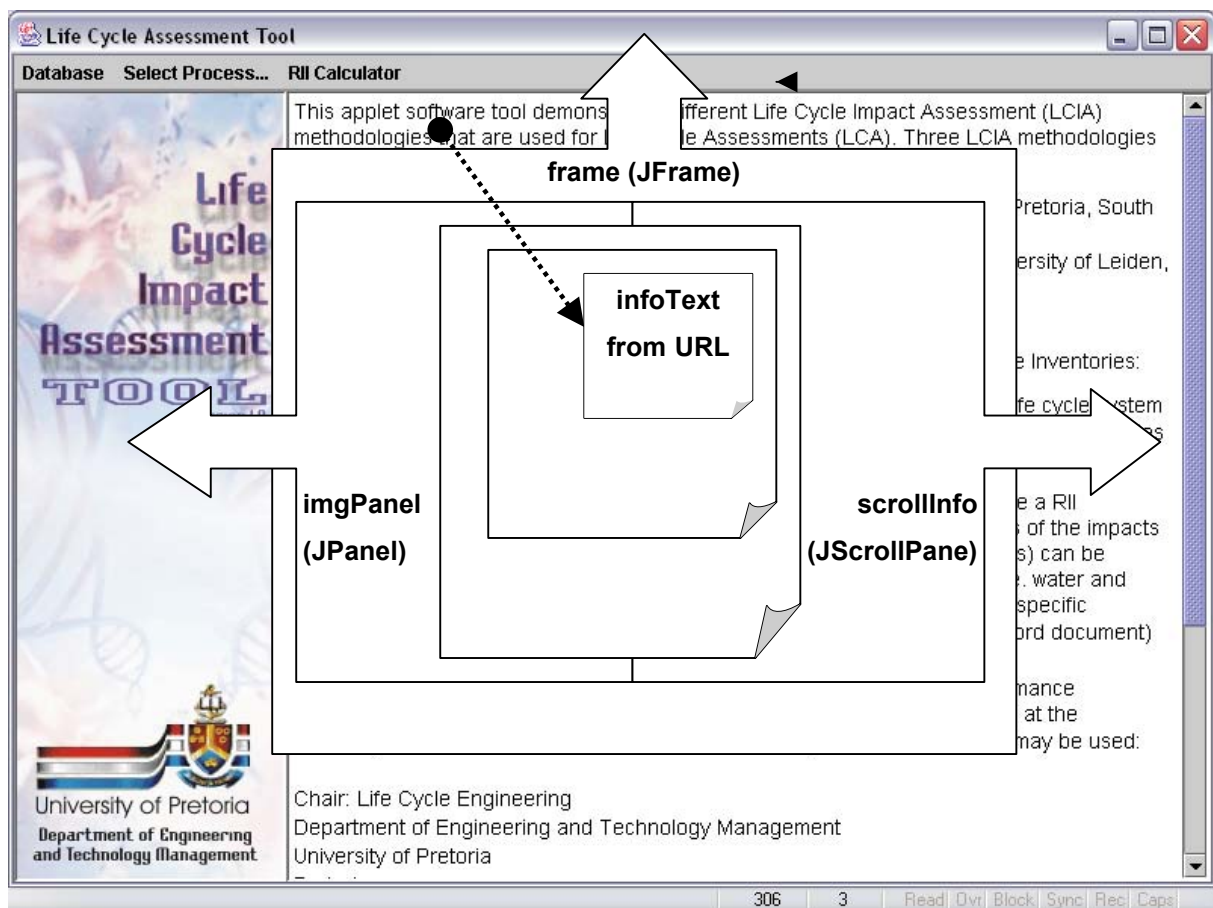 Life Cycle Assessment Tool
Database Select Process... RII Calculator
This applet software tool demons ifferent Life Cycle Impact Assessment (LCIA)
methodologies that are used for le Assessments (LCA). Three LCIA methodologies
frame (JFrame)
Life
Cycle
Impact
Assessment
TOOL
Pretoria, South
ersity of Leiden,
infoText
from URL
e Inventories:
fe cycle system
imgPanel
(JPanel)
scrollInfo
(JScrollPane)
e a RII
s of the impacts
s) can be
e. water and
specific
ord document)
mance
at the
may be used:
University of Pretoria
Department of Engineering
and Technology Management
Chair: Life Cycle Engineering
Department of Engineering and Technology Management
University of Pretoria
306 3 Read Ovr Block Sync Rec Caps